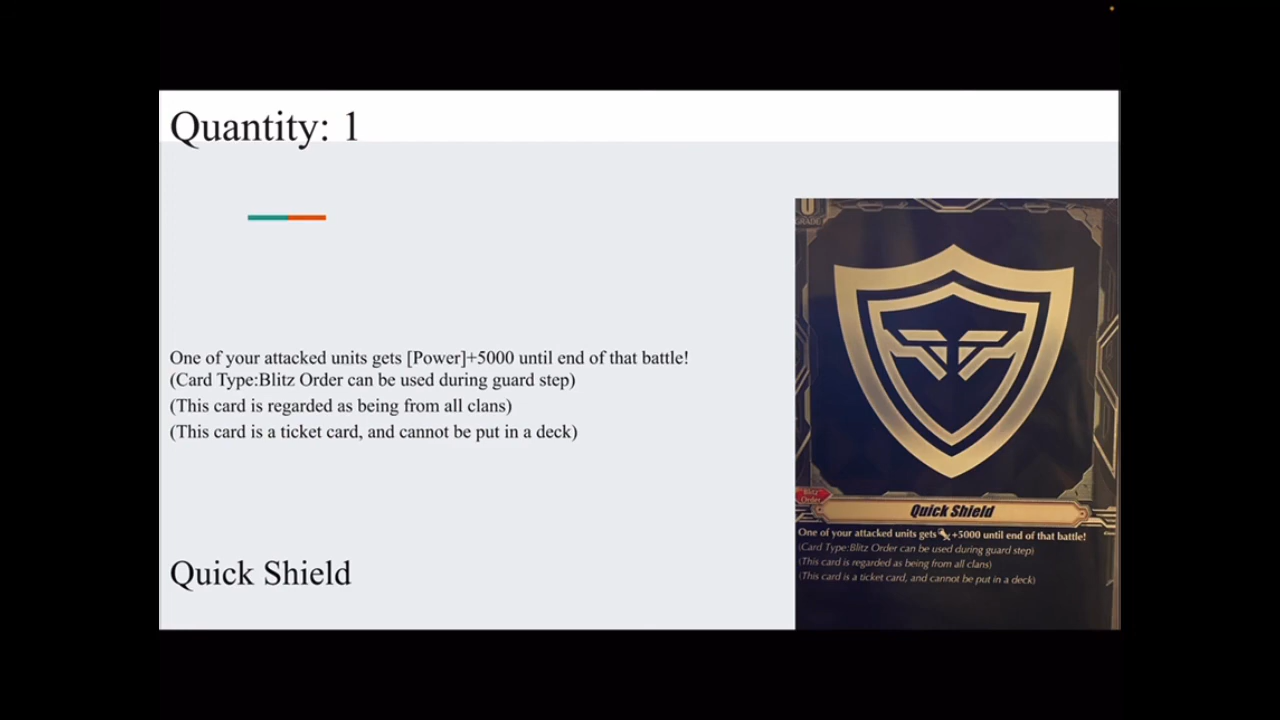 Quantity: 1
One of your attacked units gets [Power]+5000 until end of that battle!
(Card Type:Blitz Order can be used during guard step)
(This card is regarded as being from all clans)
(This card is a ticket card, and cannot be put in a deck)
Quick Shield
0
GRADE
Blitz
Order
Quick Shield
One of your attacked units gets +5000 until end of that battle!
(Card Type:Blitz Order can be used during guard step)
(This card is regarded as being from all clans)
(This card is a ticket card, and cannot be put in a deck)